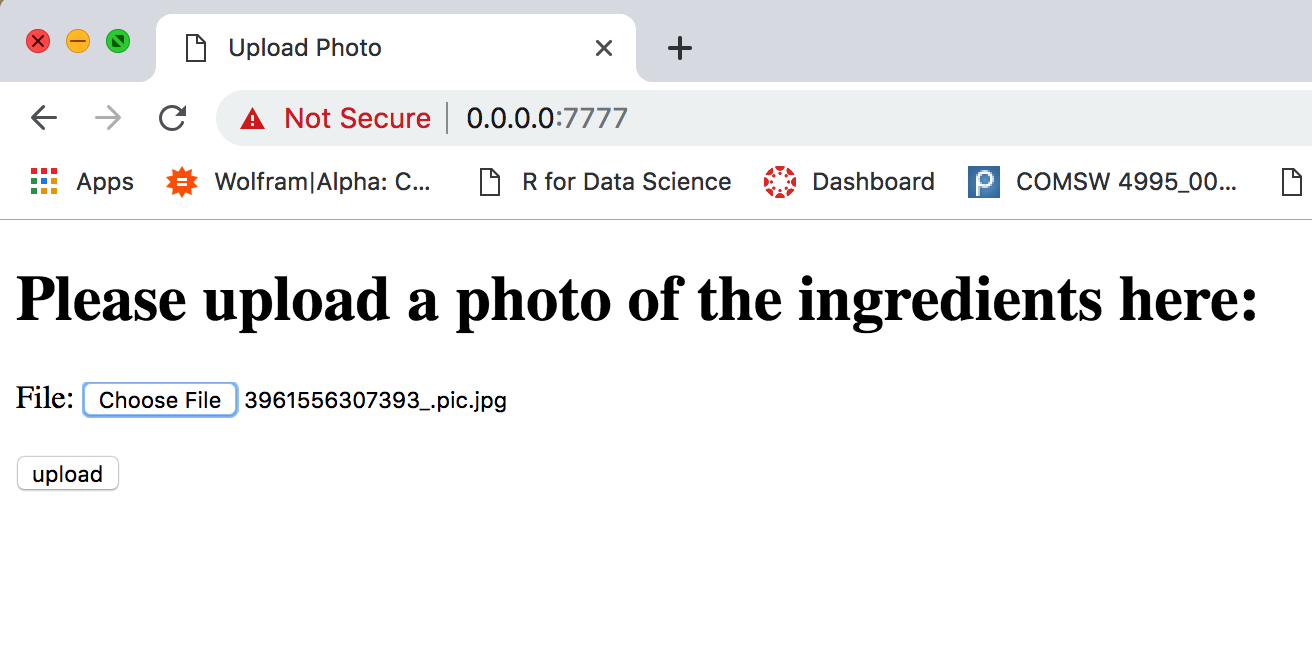 Upload Photo
Not Secure 0.0.0.0:7777
Apps Wolfram|Alpha: C... R for Data Science Dashboard COMSW 4995_00...
Please upload a photo of the ingredients here:
File: Choose File 3961556307393_.pic.jpg
upload